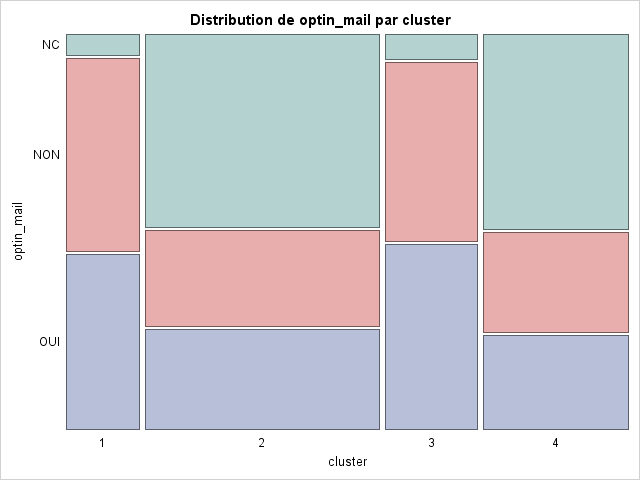 Distribution de optin_mail par cluster
NC
NON
OUI
optin_mail
1 2 3 4
cluster